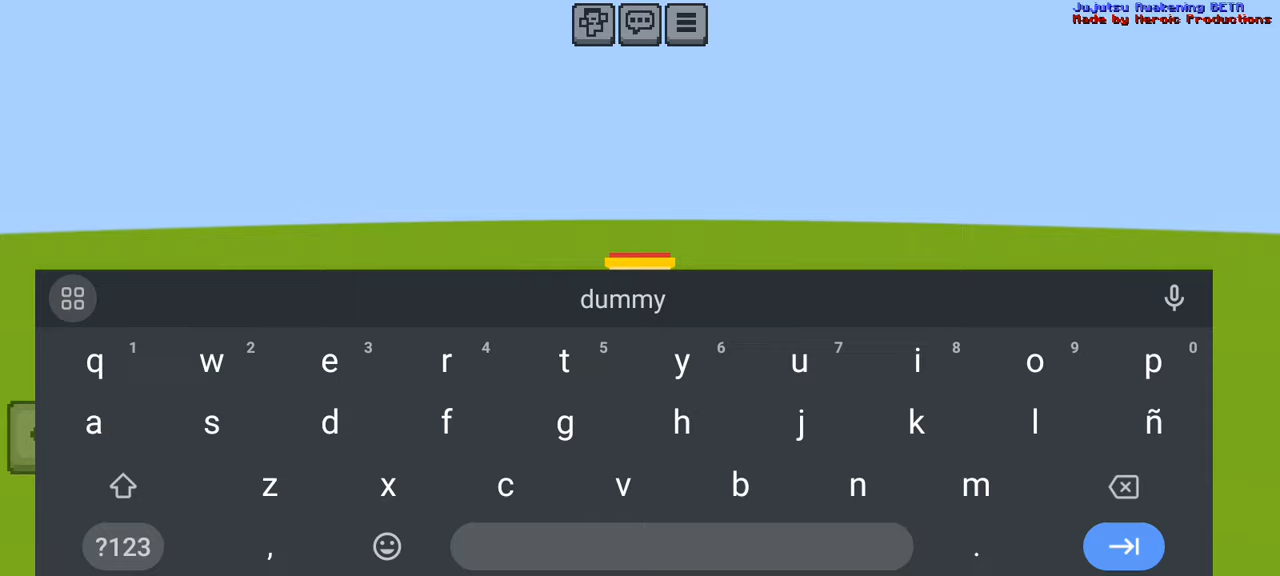 Jujutsu Awakening BETA
Made by Heroic Productions
dummy
q 1 w 2 e 3 r 4 t 5 y 6 u 7 i 8 o 9 p 0
a s d f g h j k l ñ
z x c v b n m
?123 , .